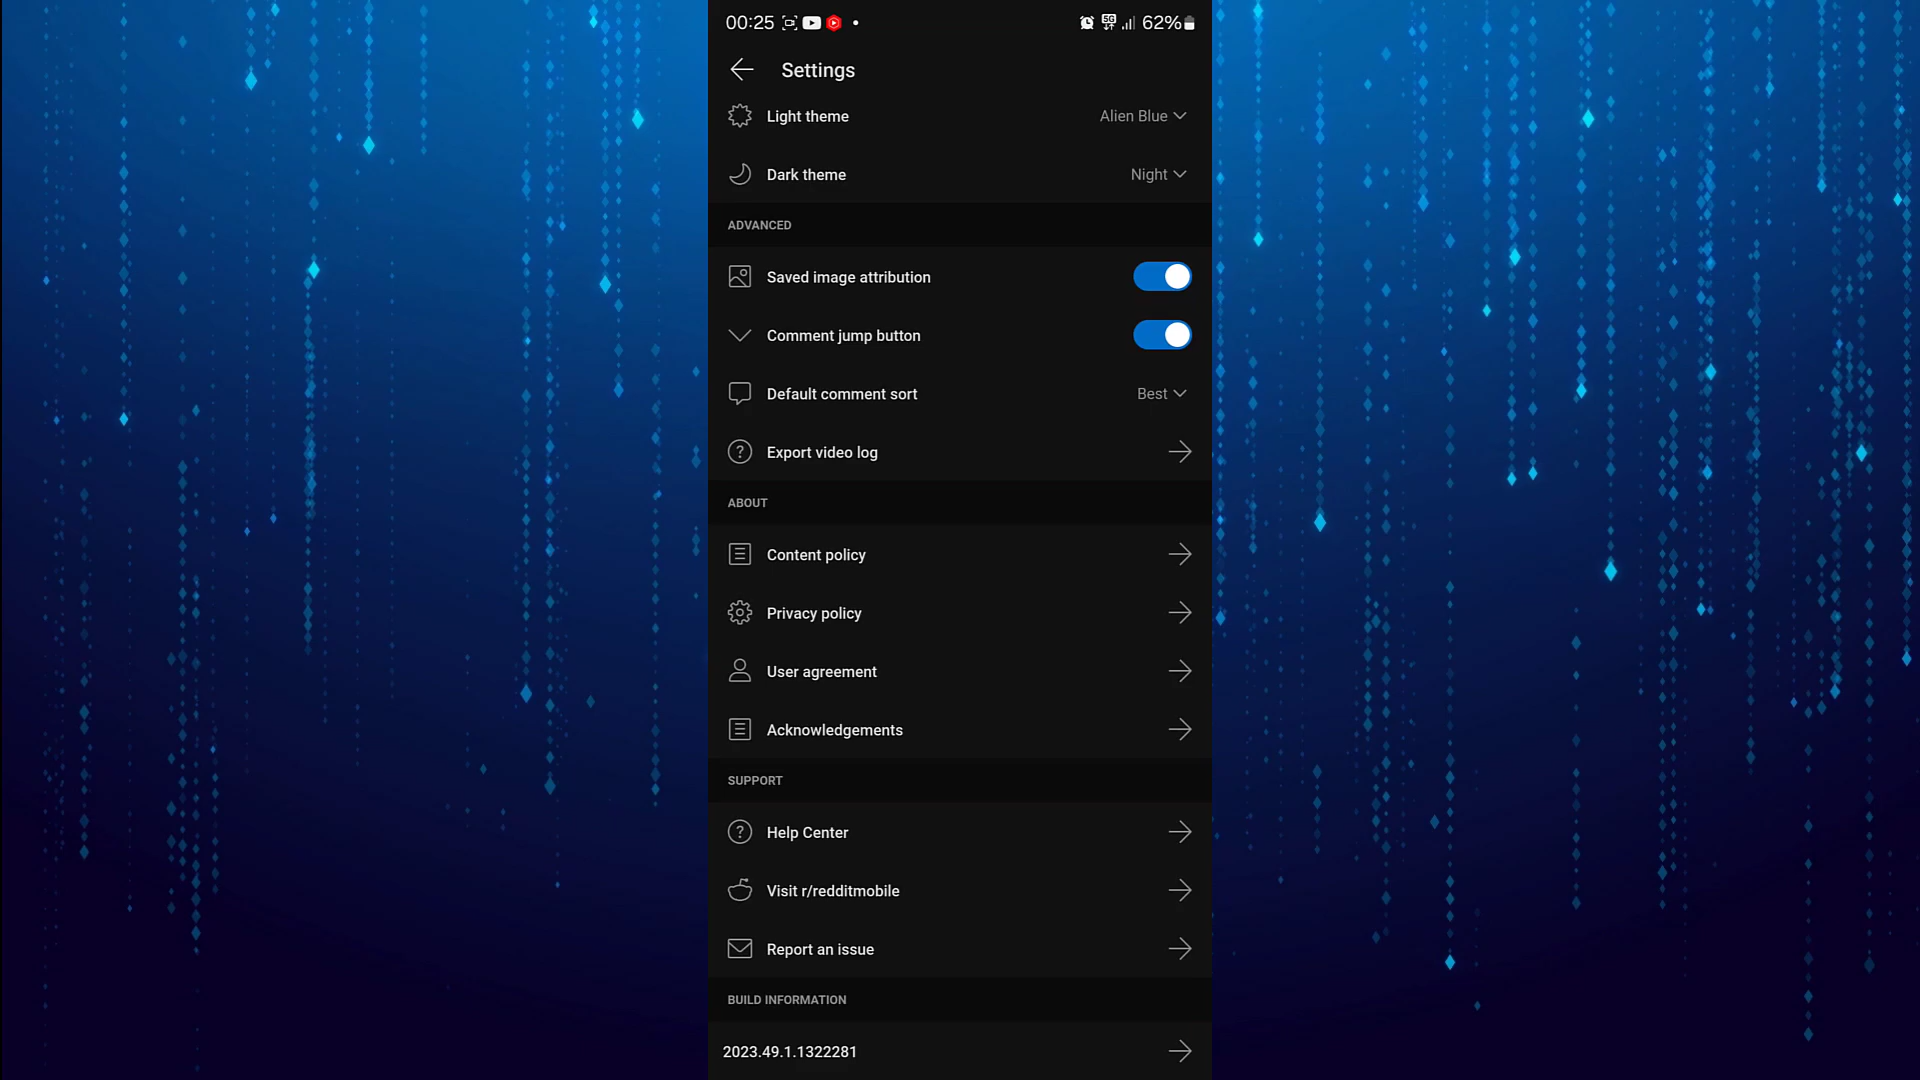 00:25 5G 62%
Settings
Light theme Alien Blue
Dark theme Night
ADVANCED
Saved image attribution
Comment jump button
Default comment sort Best
Export video log
ABOUT
Content policy
Privacy policy
User agreement
Acknowledgements
SUPPORT
Help Center
Visit r/redditmobile
Report an issue
BUILD INFORMATION
2023.49.1.1322281